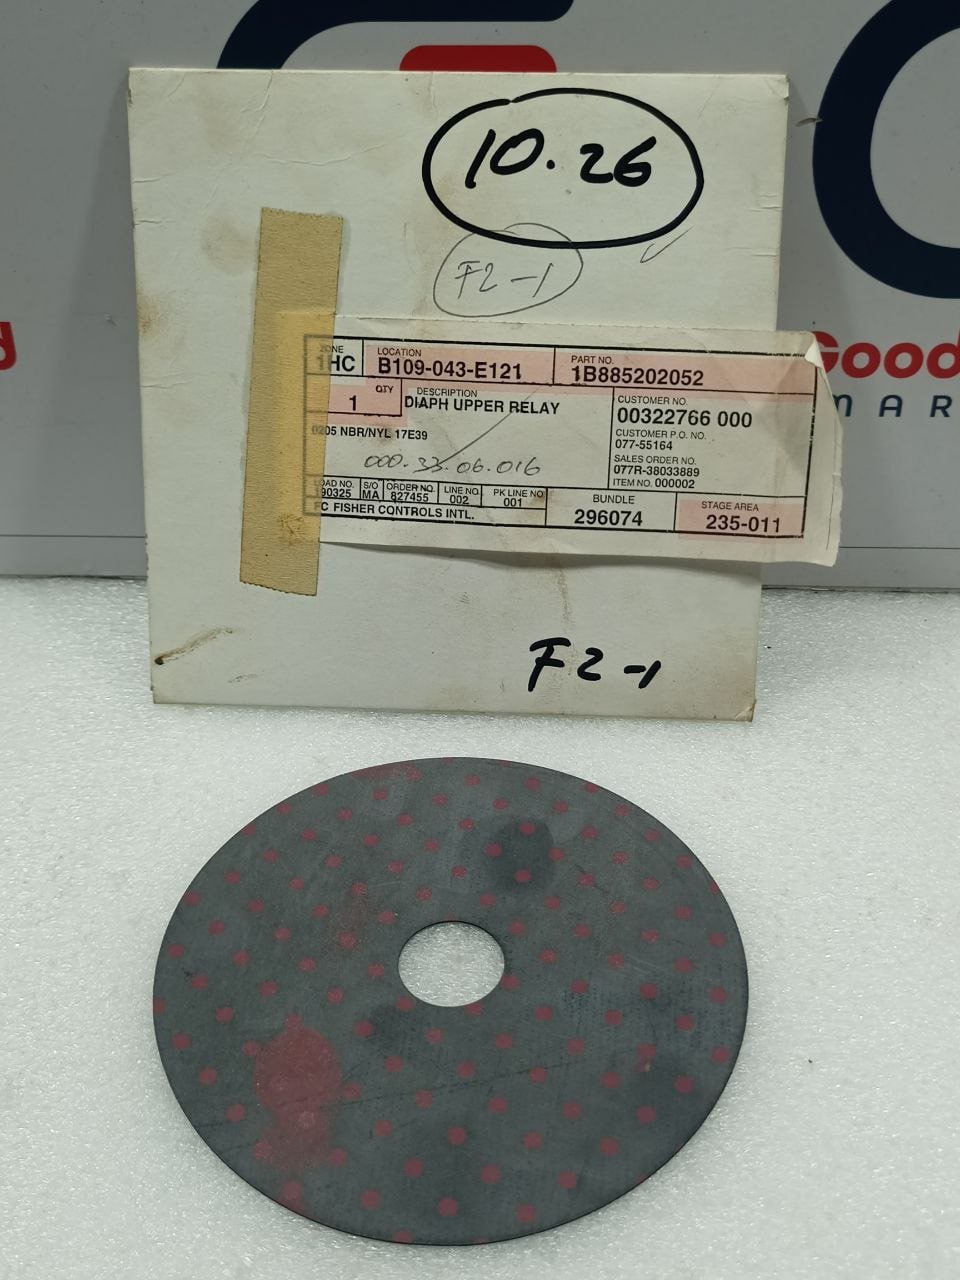 10.26
F2-1
ZONE LOCATION PART NO.
1HC B109-043-E121 1B885202052
QTY DESCRIPTION CUSTOMER NO.
1 DIAPH UPPER RELAY 00322766 000
CUSTOMER P.O. NO.
0205 NBR/NYL 17E39 077-55164
000.33.06.016 SALES ORDER NO.
077R-38033889
ITEM NO. 000002
LOAD NO. S/O ORDER NO. LINE NO. PK LINE NO. BUNDLE STAGE AREA
190325 MA 827455 002 001 296074 235-011
FC FISHER CONTROLS INTL.
F2-1
Good
MAR